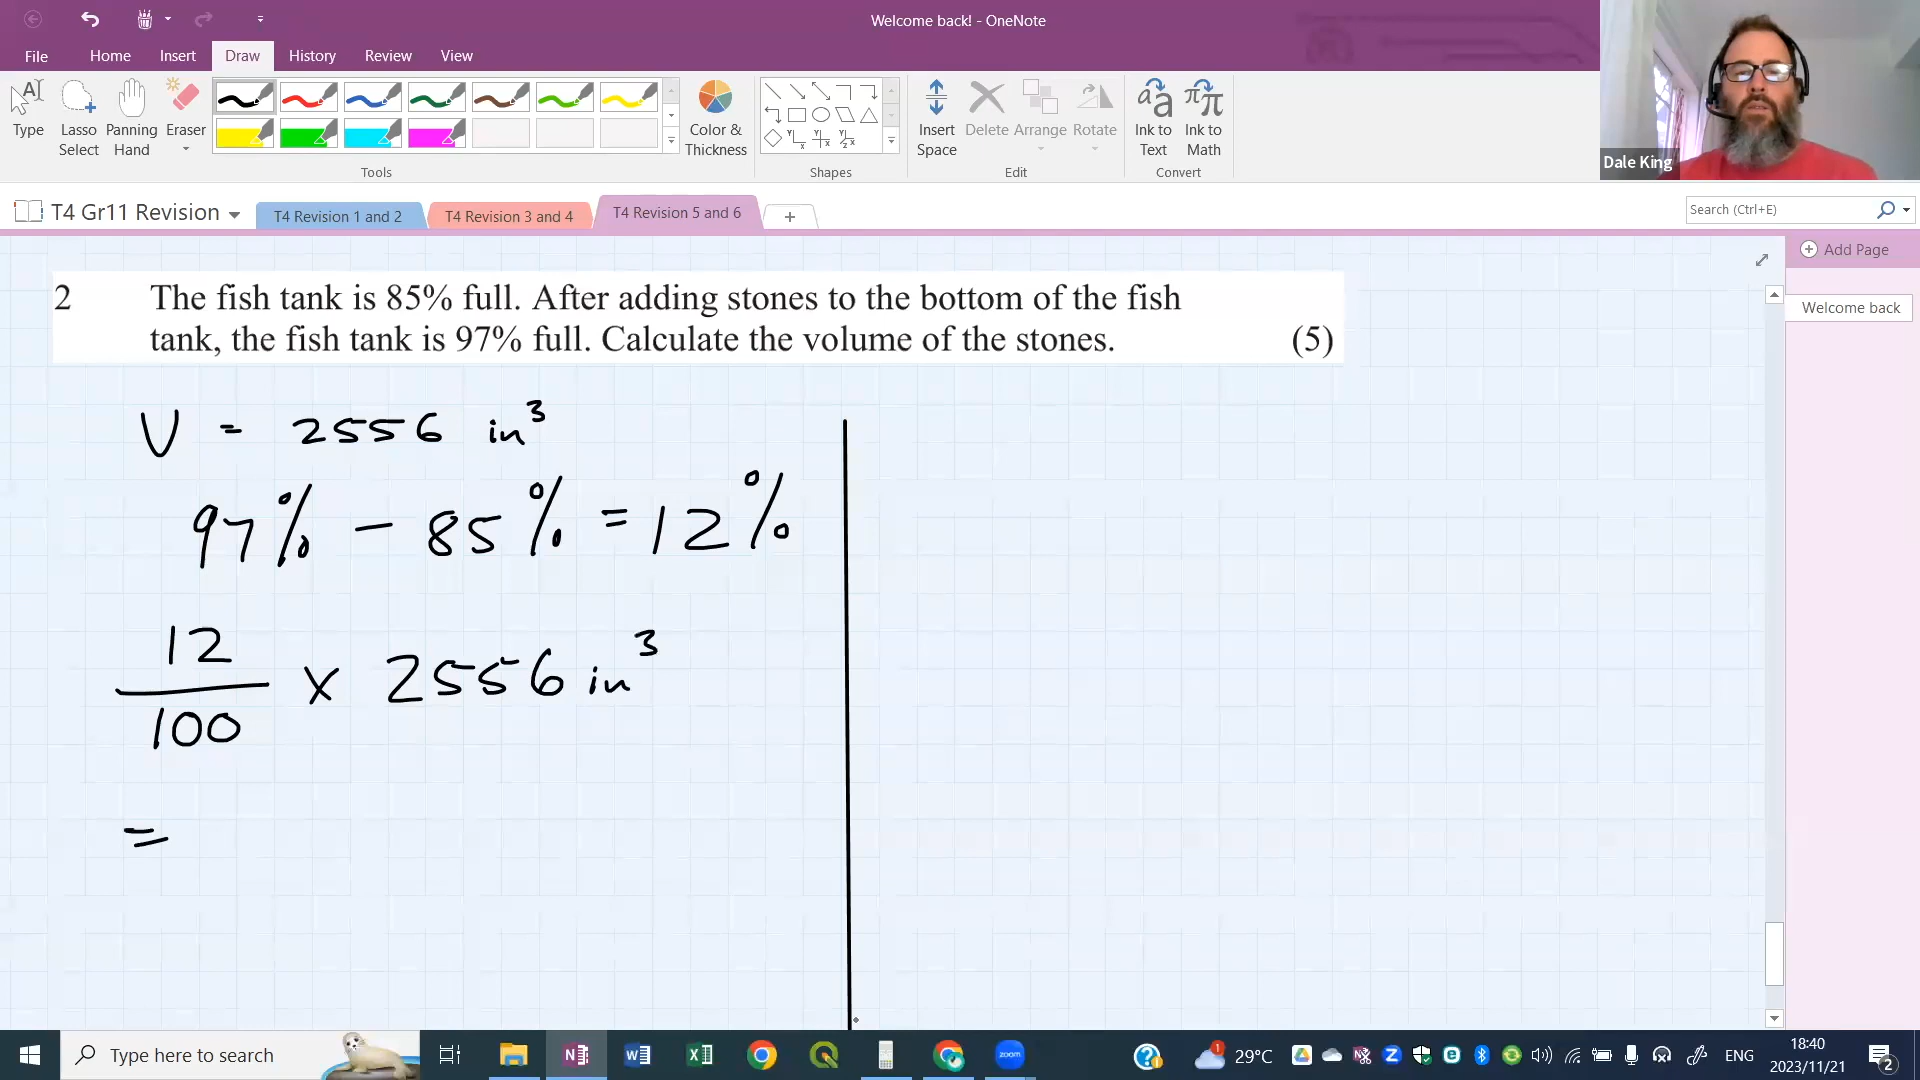 Welcome back! - OneNote
File Home Insert Draw History Review View
Type
Lasso Select
Panning Hand
Eraser
Color & Thickness
Insert Space
Delete
Arrange
Rotate
Ink to Text
Ink to Math
Tools
Shapes
Edit
Convert
Dale King
T4 Gr11 Revision
T4 Revision 1 and 2
T4 Revision 3 and 4
T4 Revision 5 and 6
Search (Ctrl+E)
Add Page
Welcome back
2 The fish tank is 85% full. After adding stones to the bottom of the fish
tank, the fish tank is 97% full. Calculate the volume of the stones. (5)
V = 2556 in³
97% - 85% = 12%
12
100 × 2556 in³
=
Type here to search
29°C
ENG
18:40
2023/11/21
2